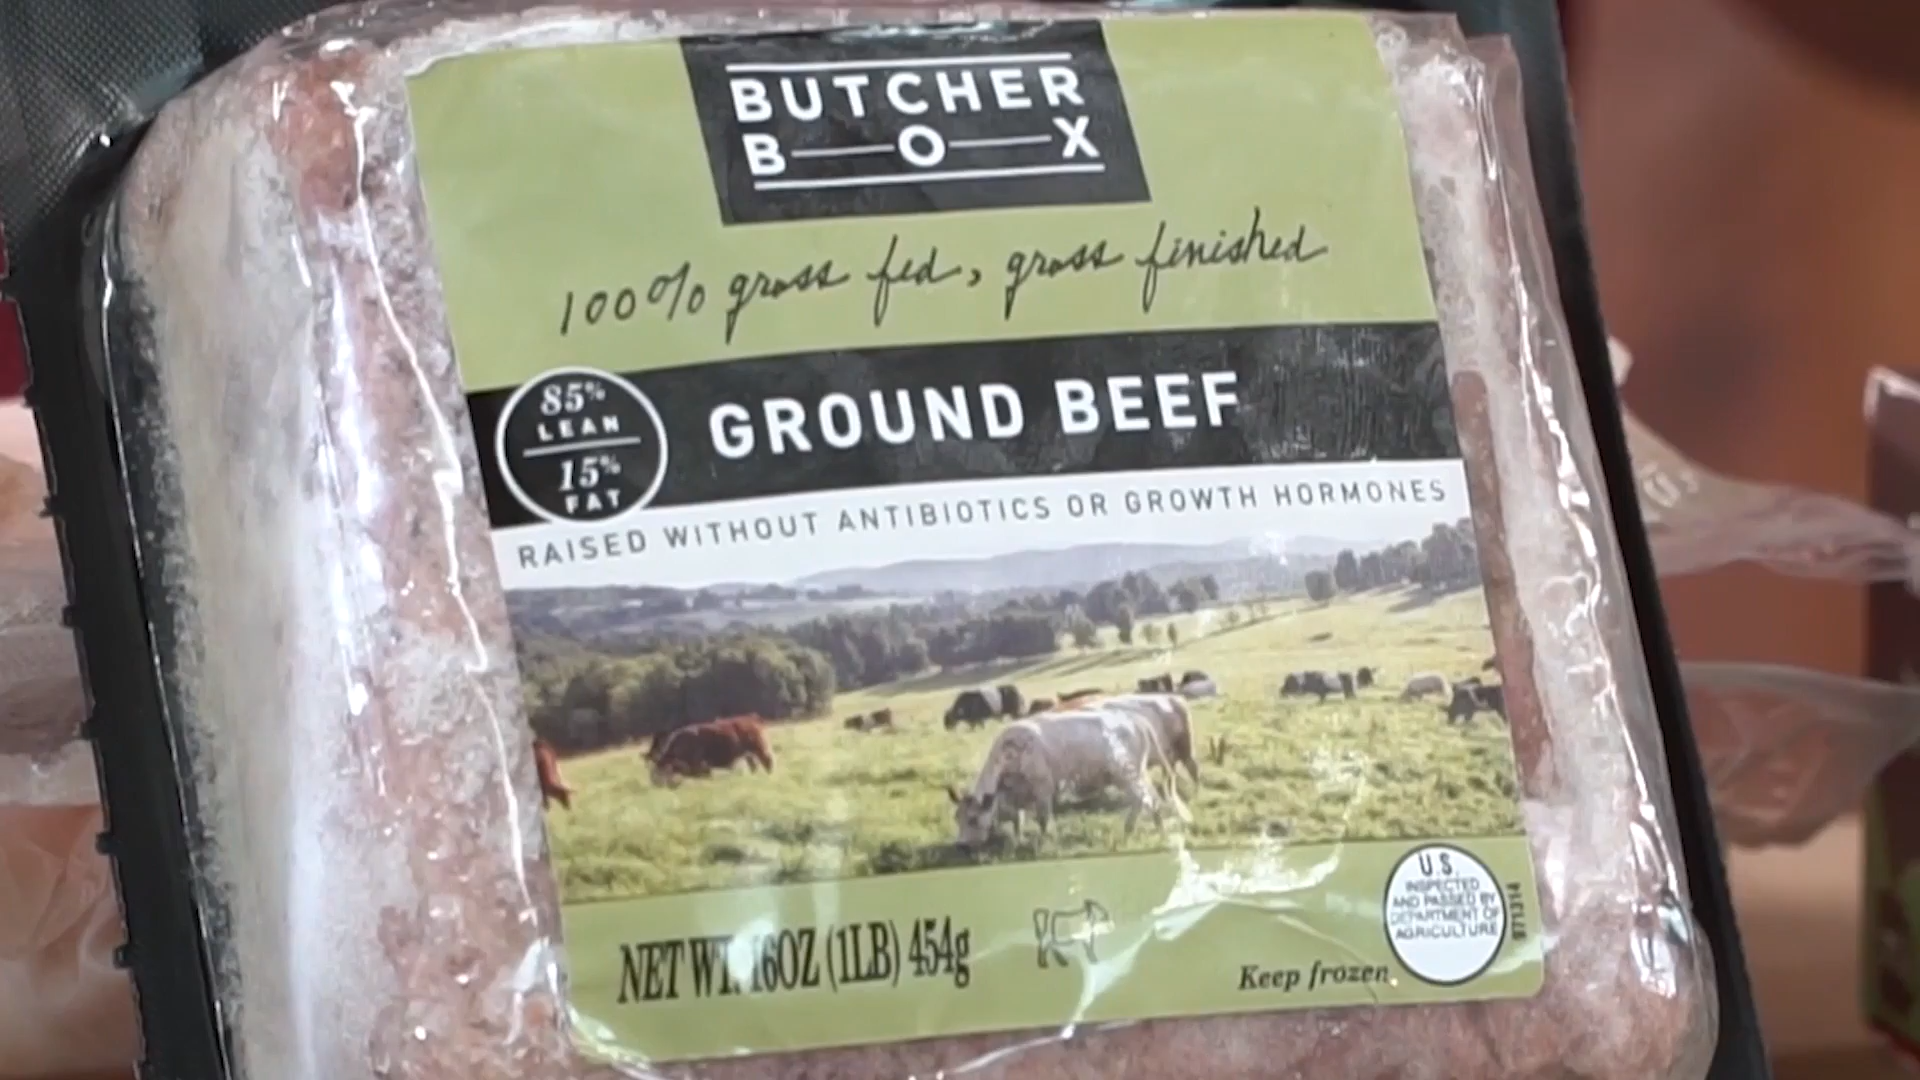 BUTCHER
BOX
100% grass fed, grass finished
85%
LEAN
15%
FAT
GROUND BEEF
RAISED WITHOUT ANTIBIOTICS OR GROWTH HORMONES
NET WT. 16OZ (1LB) 454g
Keep frozen
U.S.
INSPECTED
AND PASSED BY
DEPARTMENT OF
AGRICULTURE